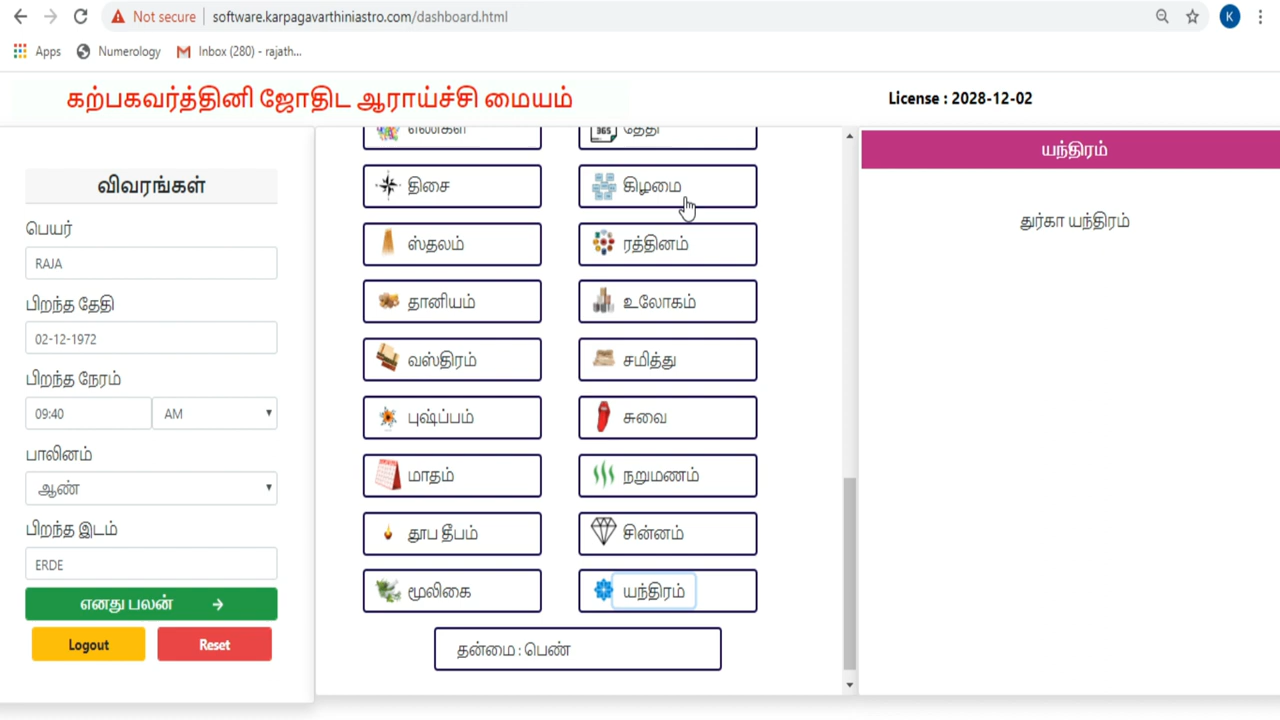 Not secure software.karpagavarthiniastro.com/dashboard.html K
Apps Numerology Inbox (280) - rajath...
கற்பகவர்த்தினி ஜோதிட ஆராய்ச்சி மையம்
License : 2028-12-02
விவரங்கள்
பெயர்
RAJA
பிறந்த தேதி
02-12-1972
பிறந்த நேரம்
09:40 AM
பாலினம்
ஆண்
பிறந்த இடம்
ERDE
எனது பலன்
Logout Reset
எண்கள் 365 தேதி
திசை கிழமை
ஸ்தலம் ரத்தினம்
தானியம் உலோகம்
வஸ்திரம் சமித்து
புஷ்ப்பம் சுவை
மாதம் நறுமணம்
தூப தீபம் சின்னம்
மூலிகை யந்திரம்
தன்மை : பெண்
யந்திரம்
துர்கா யந்திரம்